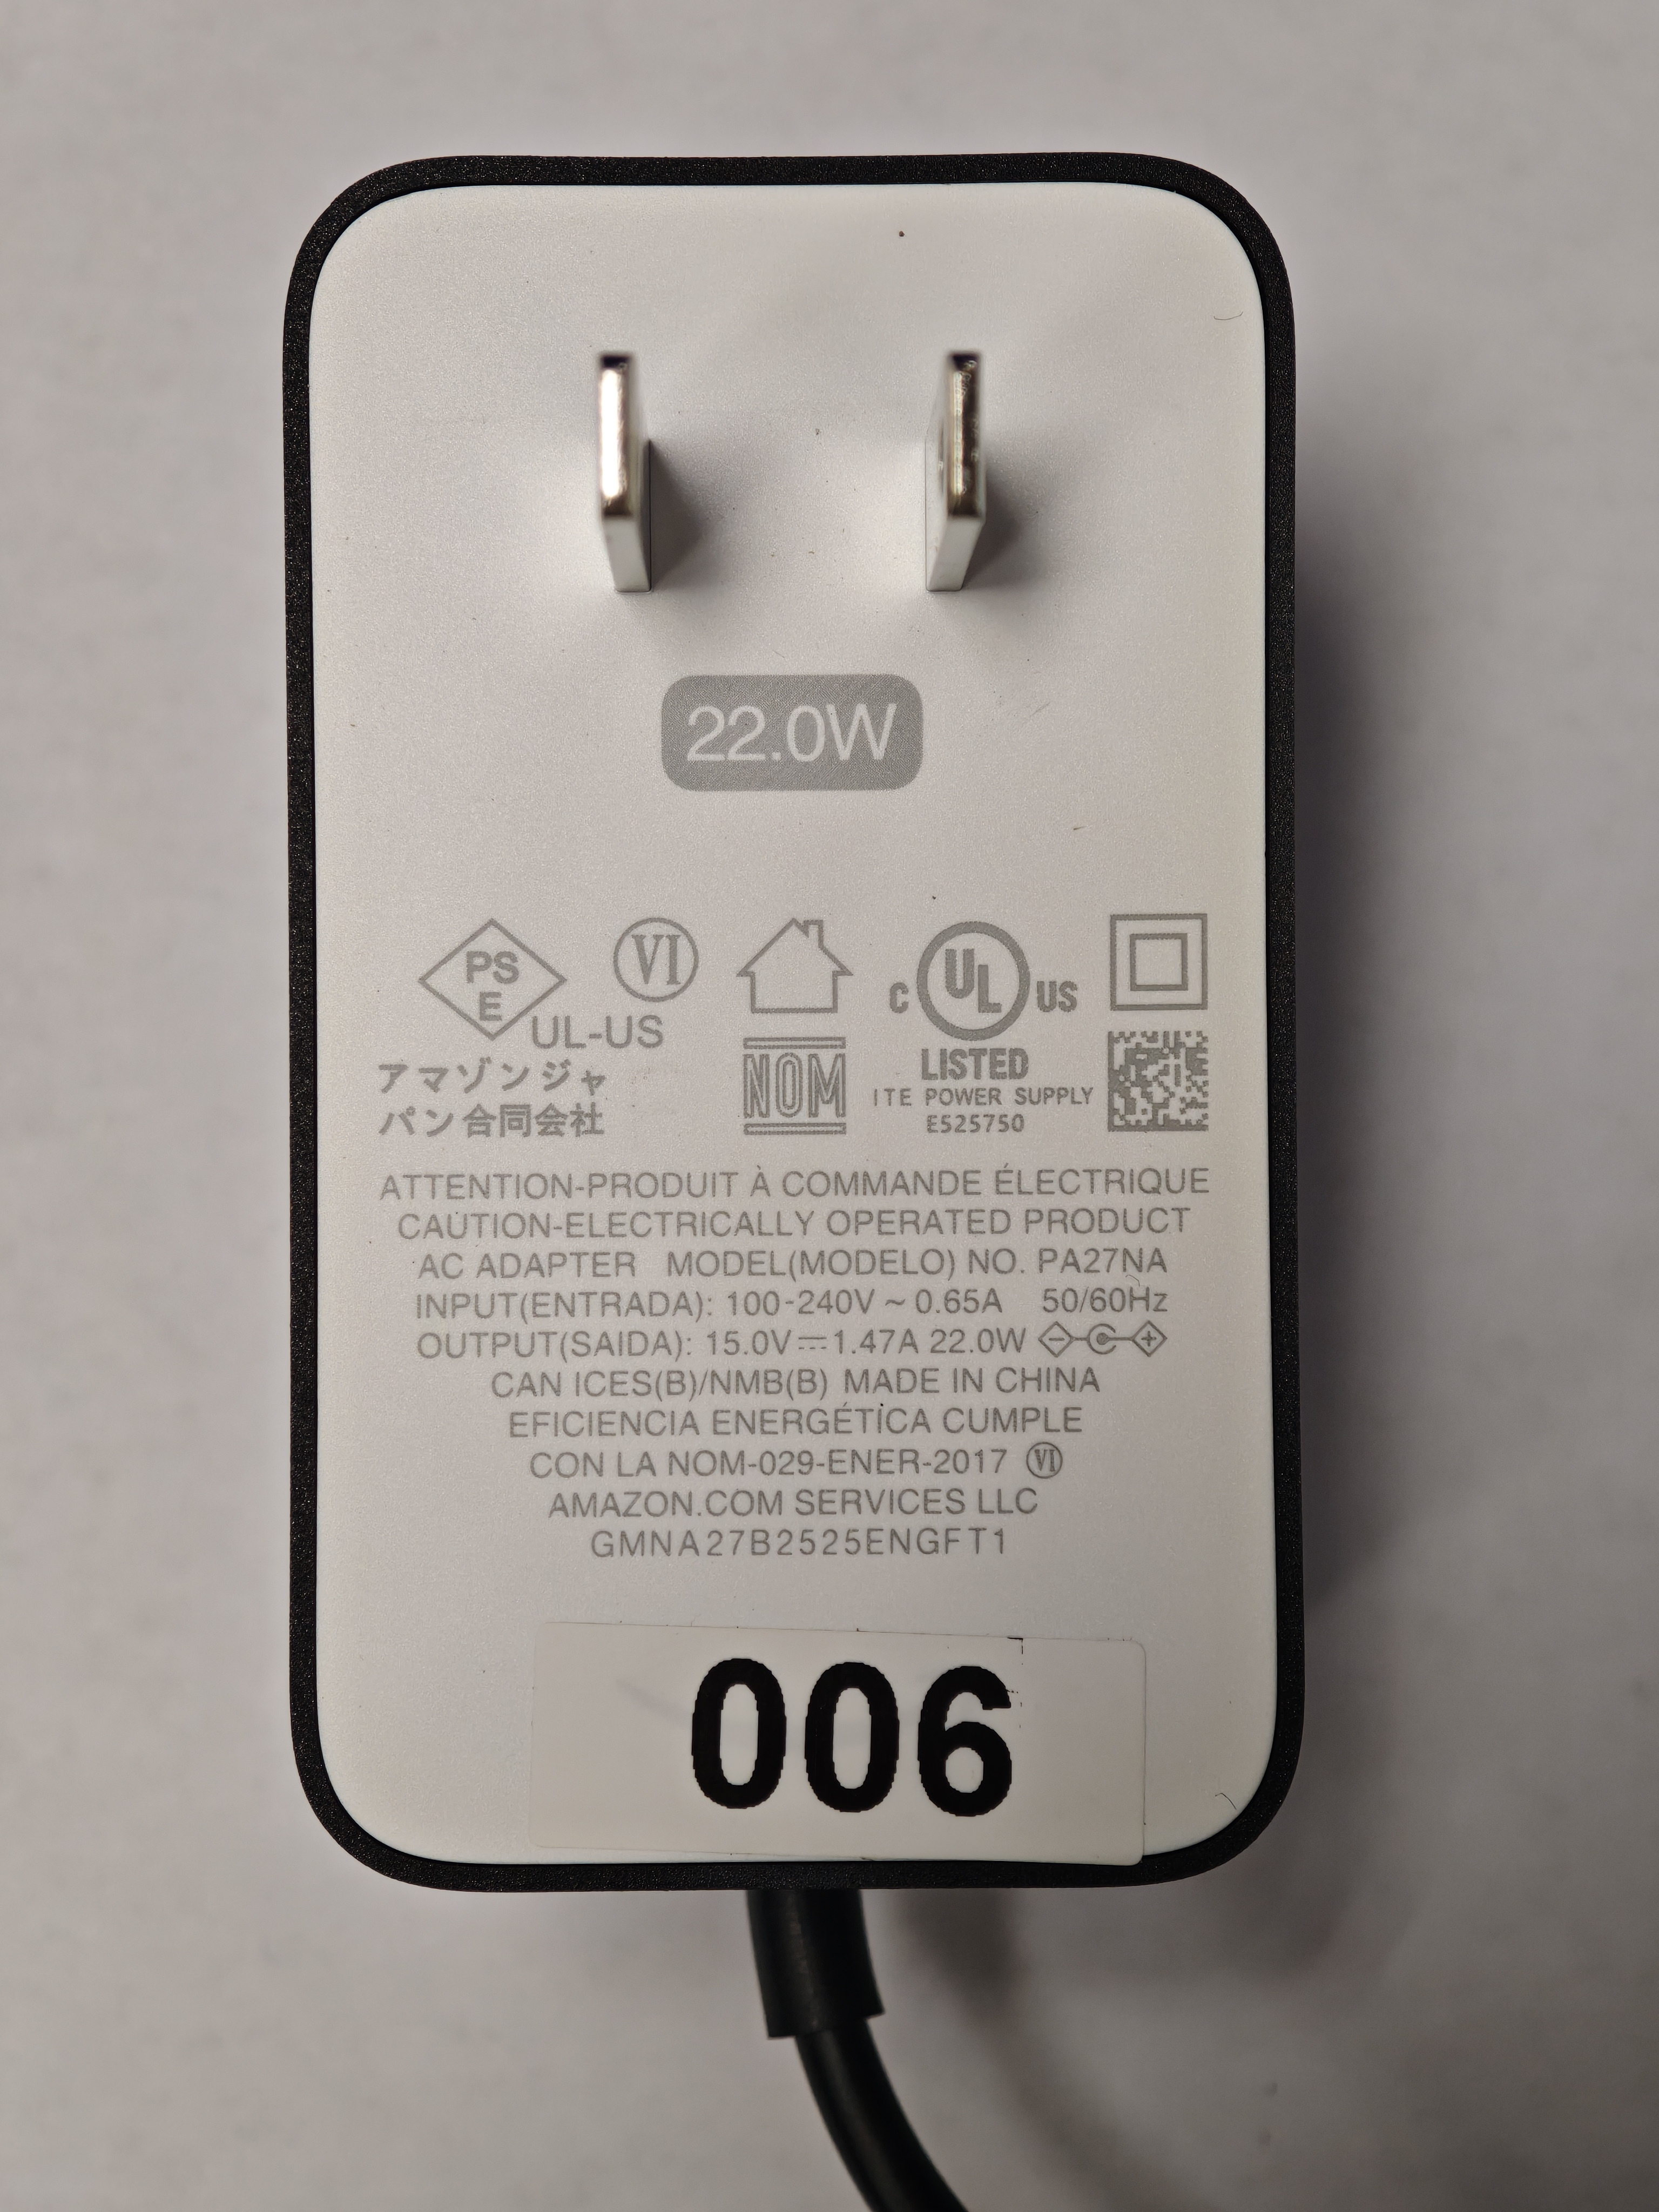 22.0W
PS
E
UL-US
VI
アマゾンジャ
パン合同会社
NOM
C UL US
LISTED
ITE POWER SUPPLY
E525750
ATTENTION-PRODUIT À COMMANDE ÉLECTRIQUE
CAUTION-ELECTRICALLY OPERATED PRODUCT
AC ADAPTER MODEL(MODELO) NO. PA27NA
INPUT(ENTRADA): 100-240V ~ 0.65A 50/60Hz
OUTPUT(SAIDA): 15.0V⎓1.47A 22.0W
CAN ICES(B)/NMB(B) MADE IN CHINA
EFICIENCIA ENERGÉTICA CUMPLE
CON LA NOM-029-ENER-2017 VI
AMAZON.COM SERVICES LLC
GMNA27B2525ENGFT1
006